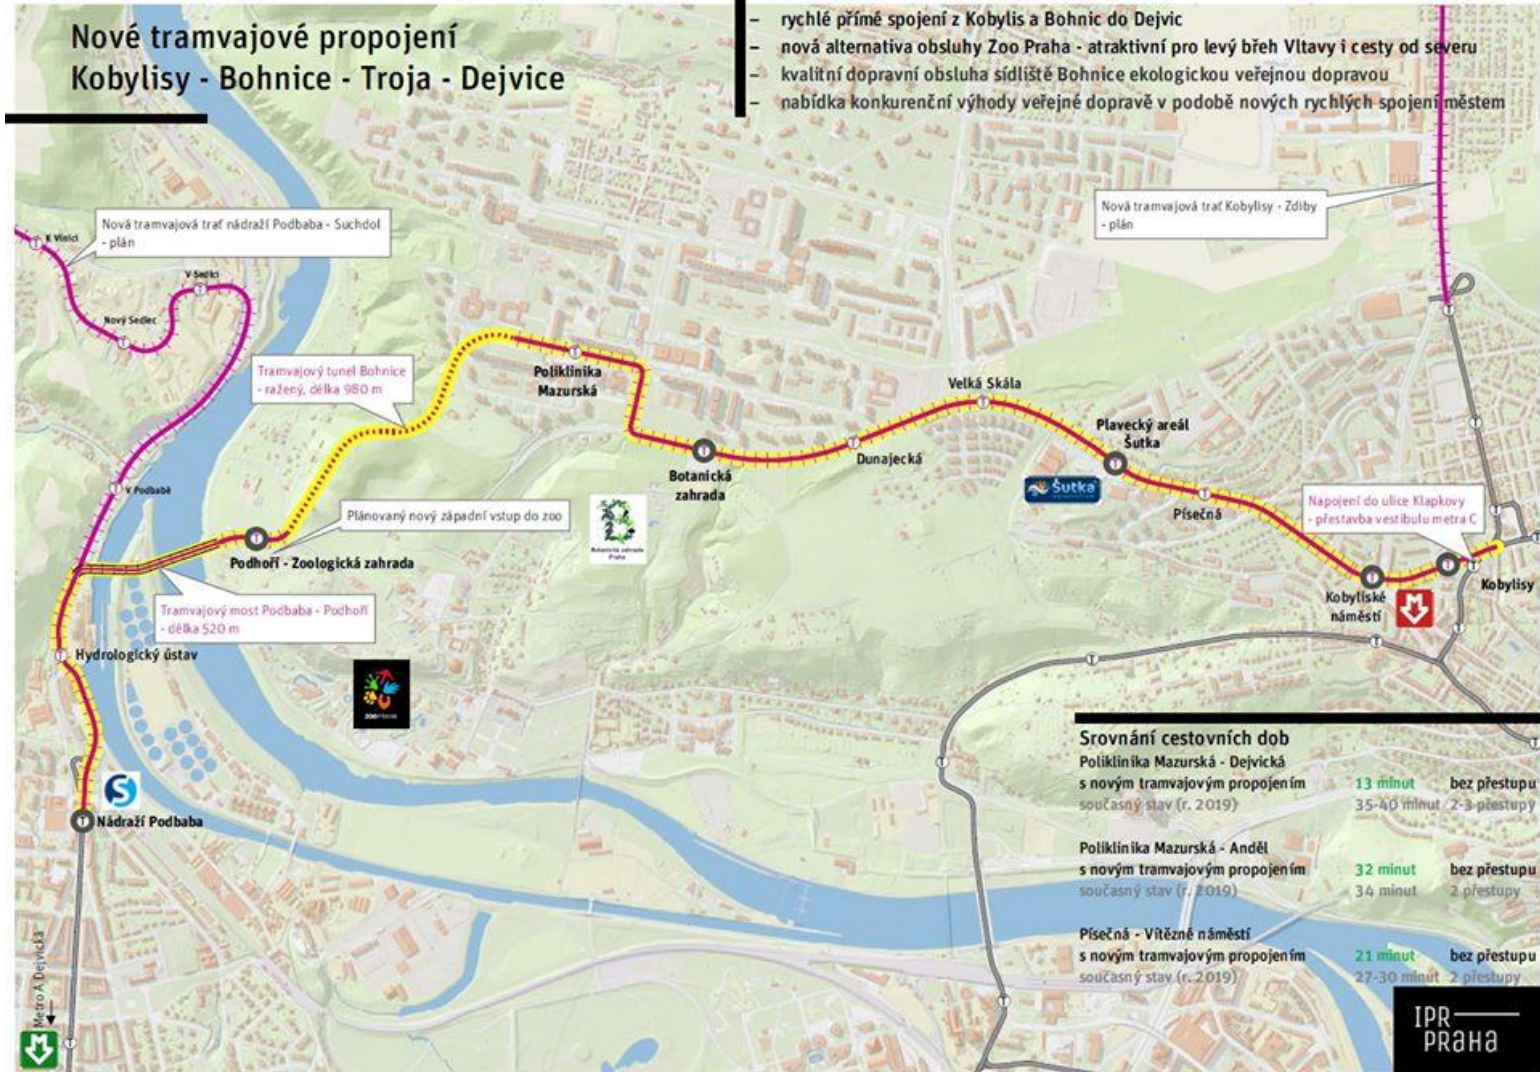 Nové tramvajové propojení
Kobylisy - Bohnice - Troja - Dejvice
– rychlé přímé spojení z Kobylis a Bohnic do Dejvic
– nová alternativa obsluhy Zoo Praha - atraktivní pro levý břeh Vltavy i cesty od severu
– kvalitní dopravní obsluha sídliště Bohnice ekologickou veřejnou dopravou
– nabídka konkurenční výhody veřejné dopravě v podobě nových rychlých spojení městem
Nová tramvajová trať Kobylisy - Zdiby
- plán
Nová tramvajová trať nádraží Podbaba - Suchdol
- plán
K Vinici
V Sedlci
Nový Sedlec
Tramvajový tunel Bohnice
- ražený, délka 980 m
Poliklinika
Mazurská
Velká Skála
Plavecký areál
Šutka
Dunajecká
Botanická
zahrada
Šutka
V Podbabě
Napojení do ulice Klapkovy
- přestavba vestibulu metra C
Písečná
Plánovaný nový západní vstup do zoo
Botanická zahrada
Praha
Podhoří - Zoologická zahrada
Kobylisy
Kobyliské
náměstí
Tramvajový most Podbaba - Podhoří
- délka 520 m
Hydrologický ústav
ZOO PRAHA
Nádraží Podbaba
Metro A Dejvická
Srovnání cestovních dob
Poliklinika Mazurská - Dejvická
s novým tramvajovým propojením 13 minut bez přestupu
současný stav (r. 2019) 35-40 minut 2-3 přestupy
Poliklinika Mazurská - Anděl
s novým tramvajovým propojením 32 minut bez přestupu
současný stav (r. 2019) 34 minut 2 přestupy
Písečná - Vítězné náměstí
s novým tramvajovým propojením 21 minut bez přestupu
současný stav (r. 2019) 27-30 minut 2 přestupy
IPR
PRAHA